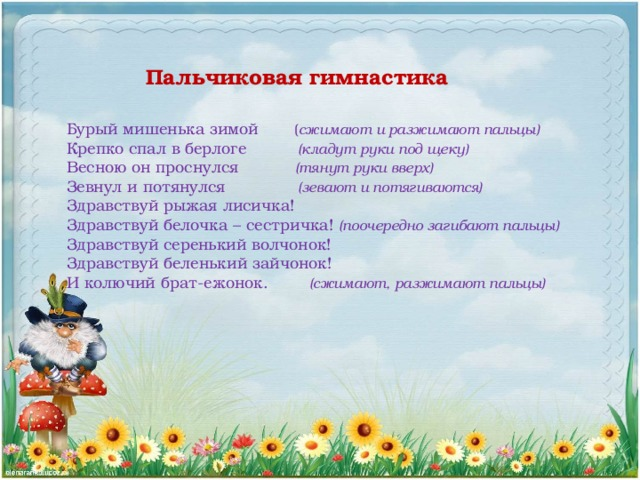 Пальчиковая гимнастика
Бурый мишенька зимой (сжимают и разжимают пальцы)
Крепко спал в берлоге (кладут руки под щеку)
Весною он проснулся (тянут руки вверх)
Зевнул и потянулся (зевают и потягиваются)
Здравствуй рыжая лисичка!
Здравствуй белочка – сестричка! (поочередно загибают пальцы)
Здравствуй серенький волчонок!
Здравствуй беленький зайчонок!
И колючий брат-ежонок. (сжимают, разжимают пальцы)